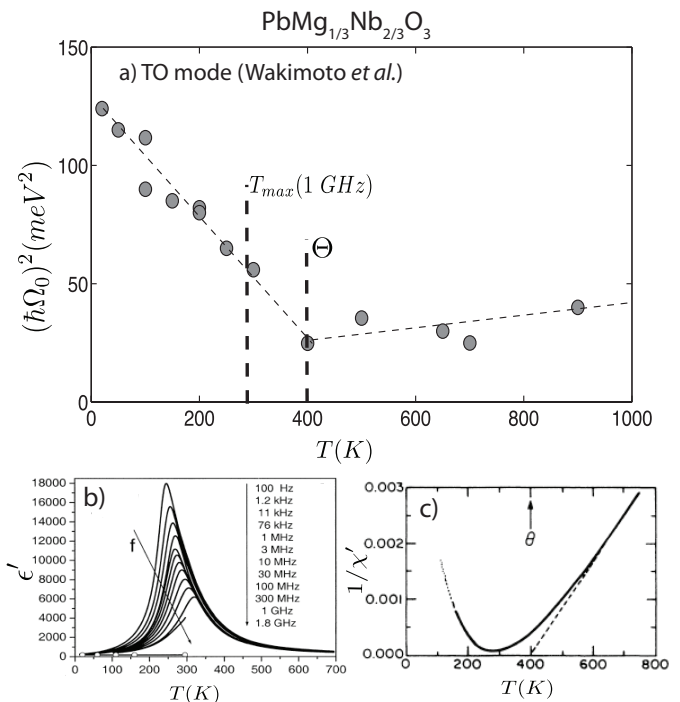 PbMg1/3Nb2/3O3
150
a) TO mode (Wakimoto et al.)
100
T_max(1 GHz)
Θ
50
0
(ħΩ0)^2(meV^2)
0 200 400 600 800 1000
T(K)
b)
18000
16000
14000
12000
10000
8000
6000
4000
2000
0
ϵ′
f
100 Hz
1.2 kHz
11 kHz
76 kHz
1 MHz
3 MHz
10 MHz
30 MHz
100 MHz
300 MHz
1 GHz
1.8 GHz
0 100 200 300 400 500 600 700
T(K)
c)
0.003
0.002
0.001
0.000
1/χ′
θ
0 200 400 600 800
T(K)